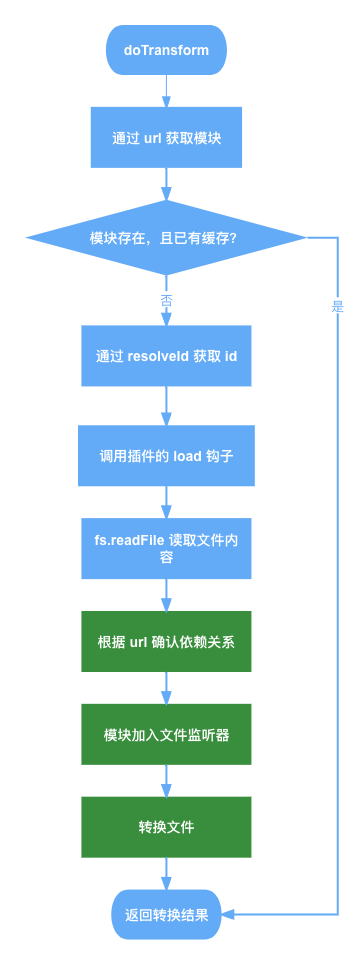 doTransform
通过 url 获取模块
模块存在，且已有缓存?
否
是
通过 resolveId 获取 id
调用插件的 load 钩子
fs.readFile 读取文件内
容
根据 url 确认依赖关系
模块加入文件监听器
转换文件
返回转换结果